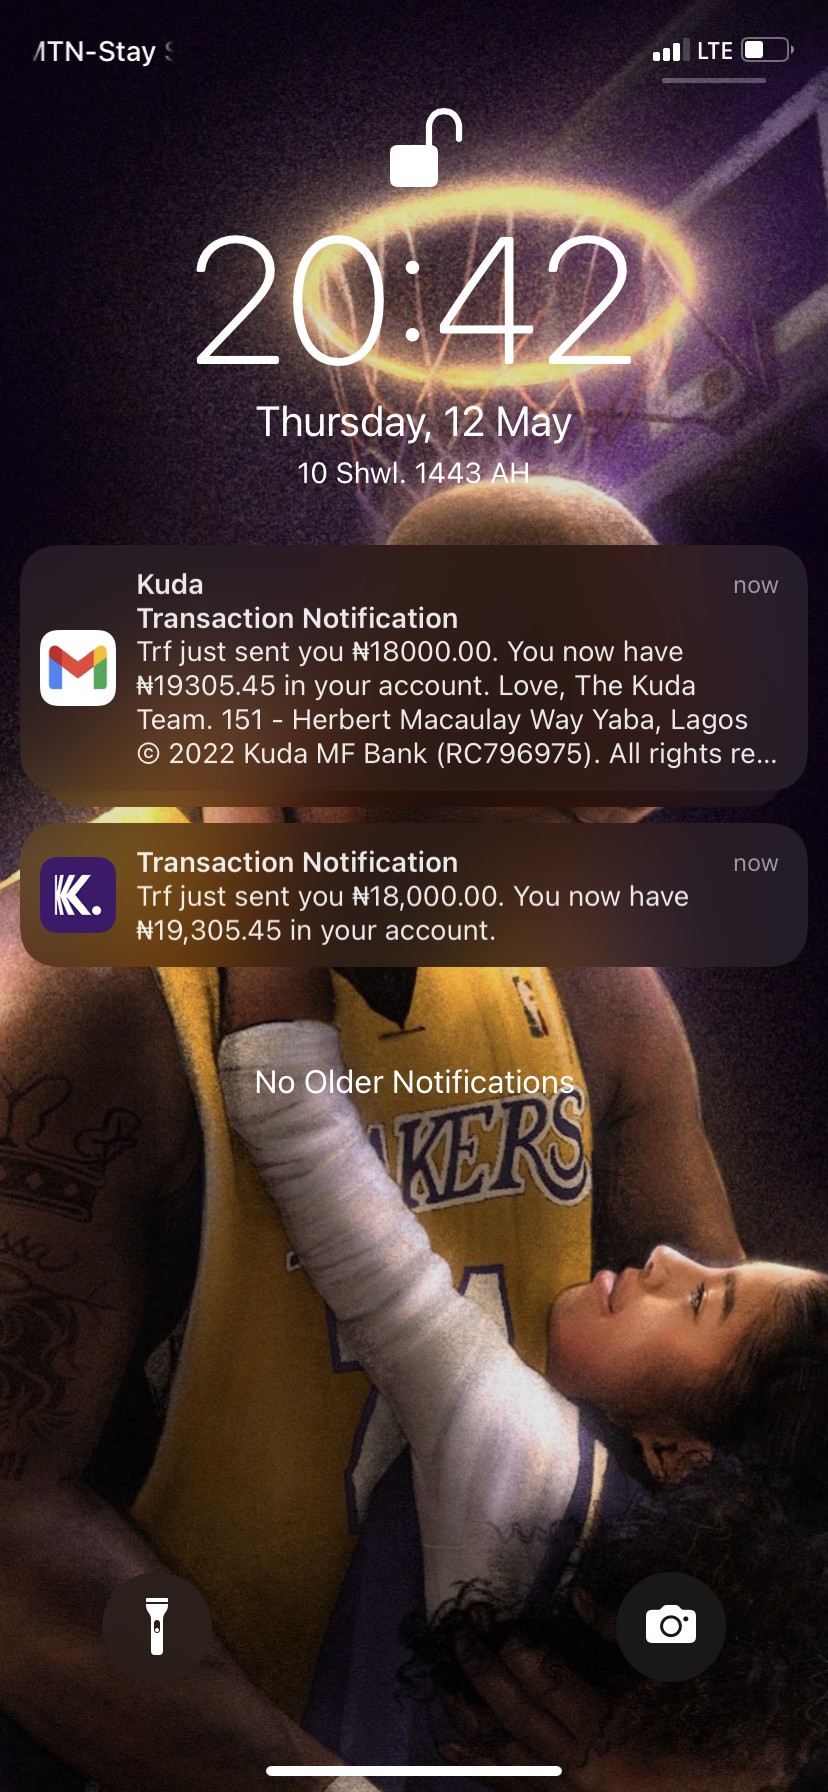 MTN-Stay
LTE
20:42
Thursday, 12 May
10 Shwl. 1443 AH
Kuda now
Transaction Notification
Trf just sent you ₦18000.00. You now have
₦19305.45 in your account. Love, The Kuda
Team. 151 - Herbert Macaulay Way Yaba, Lagos
© 2022 Kuda MF Bank (RC796975). All rights re...
K.
Transaction Notification now
Trf just sent you ₦18,000.00. You now have
₦19,305.45 in your account.
No Older Notifications
AKERS